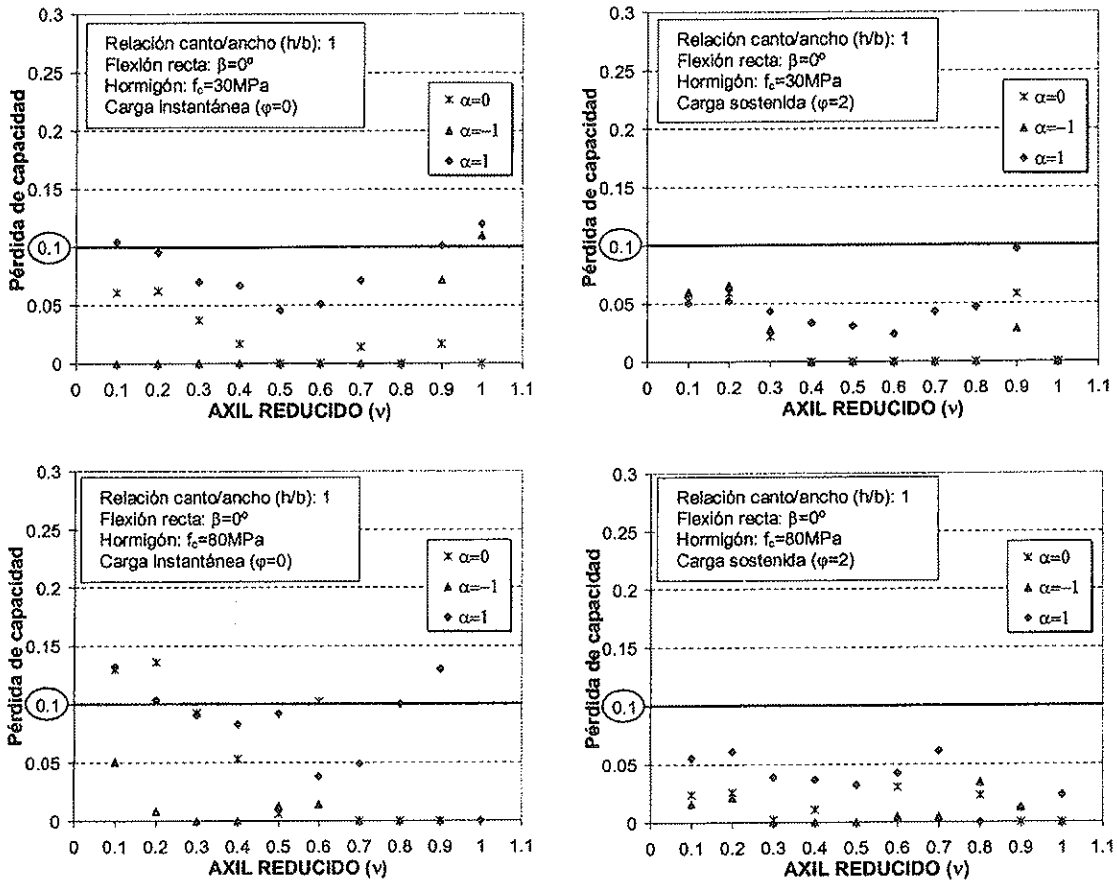 Relación canto/ancho (h/b): 1
Flexión recta: β=0º
Hormigón: fc=30MPa
Carga instantánea (φ=0)
α=0
α=−1
α=1
Pérdida de capacidad
0.3
0.25
0.2
0.15
0.1
0.05
0
0 0.1 0.2 0.3 0.4 0.5 0.6 0.7 0.8 0.9 1 1.1
AXIL REDUCIDO (ν)
Relación canto/ancho (h/b): 1
Flexión recta: β=0º
Hormigón: fc=30MPa
Carga sostenida (φ=2)
α=0
α=−1
α=1
Pérdida de capacidad
0.3
0.25
0.2
0.15
0.1
0.05
0
0 0.1 0.2 0.3 0.4 0.5 0.6 0.7 0.8 0.9 1 1.1
AXIL REDUCIDO (ν)
Relación canto/ancho (h/b): 1
Flexión recta: β=0º
Hormigón: fc=80MPa
Carga instantánea (φ=0)
α=0
α=−1
α=1
Pérdida de capacidad
0.3
0.25
0.2
0.15
0.1
0.05
0
0 0.1 0.2 0.3 0.4 0.5 0.6 0.7 0.8 0.9 1 1.1
AXIL REDUCIDO (ν)
Relación canto/ancho (h/b): 1
Flexión recta: β=0º
Hormigón: fc=80MPa
Carga sostenida (φ=2)
α=0
α=−1
α=1
Pérdida de capacidad
0.3
0.25
0.2
0.15
0.1
0.05
0
0 0.1 0.2 0.3 0.4 0.5 0.6 0.7 0.8 0.9 1 1.1
AXIL REDUCIDO (ν)